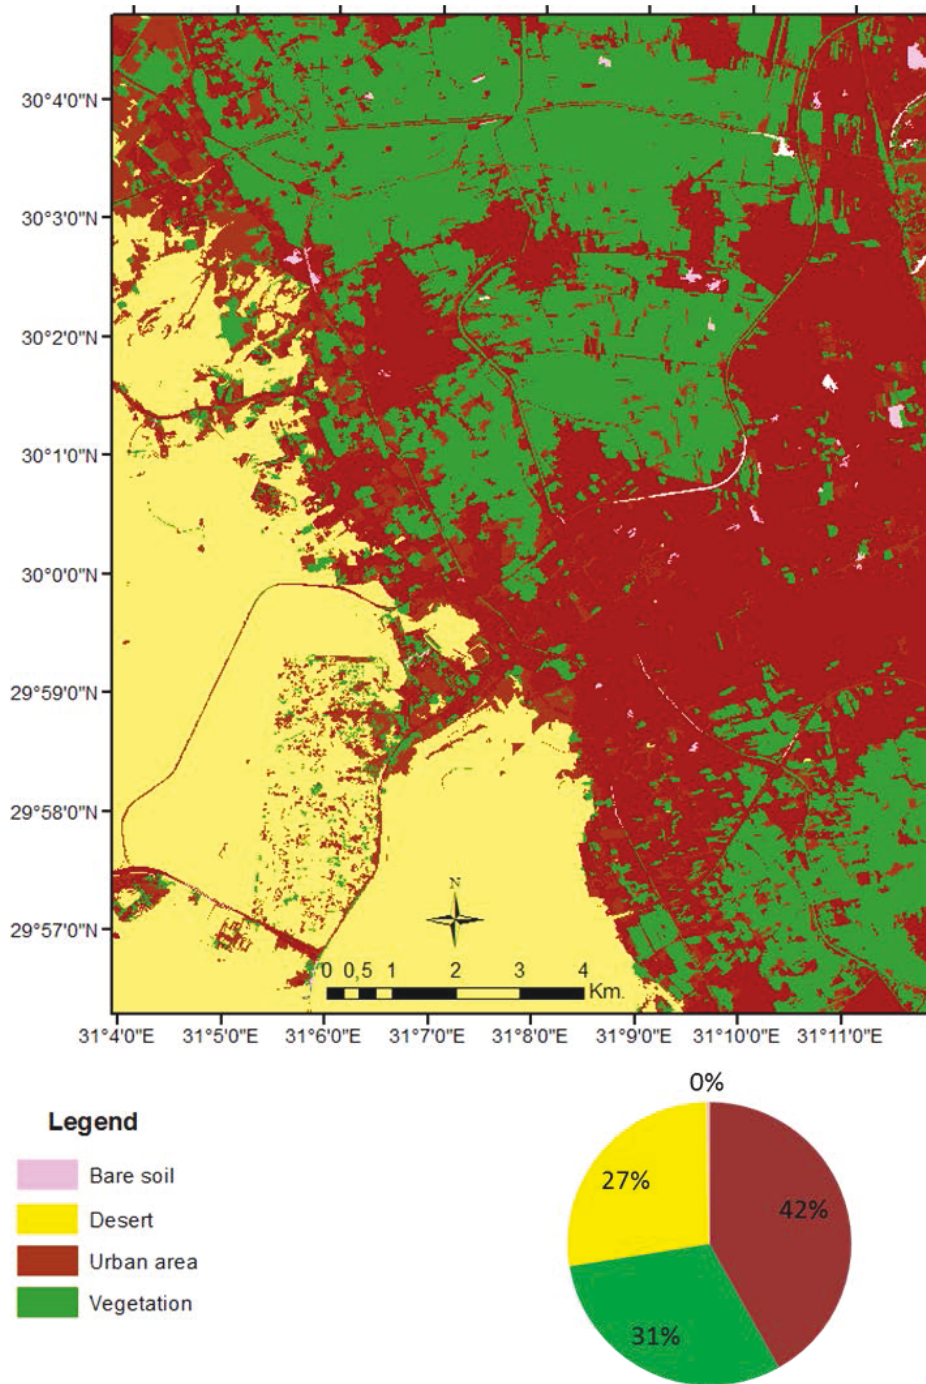 30°4'0"N
30°3'0"N
30°2'0"N
30°1'0"N
30°0'0"N
29°59'0"N
29°58'0"N
29°57'0"N
N
0 0,5 1 2 3 4
Km.
31°4'0"E 31°5'0"E 31°6'0"E 31°7'0"E 31°8'0"E 31°9'0"E 31°10'0"E 31°11'0"E
Legend
Bare soil
Desert
Urban area
Vegetation
0%
27%
42%
31%